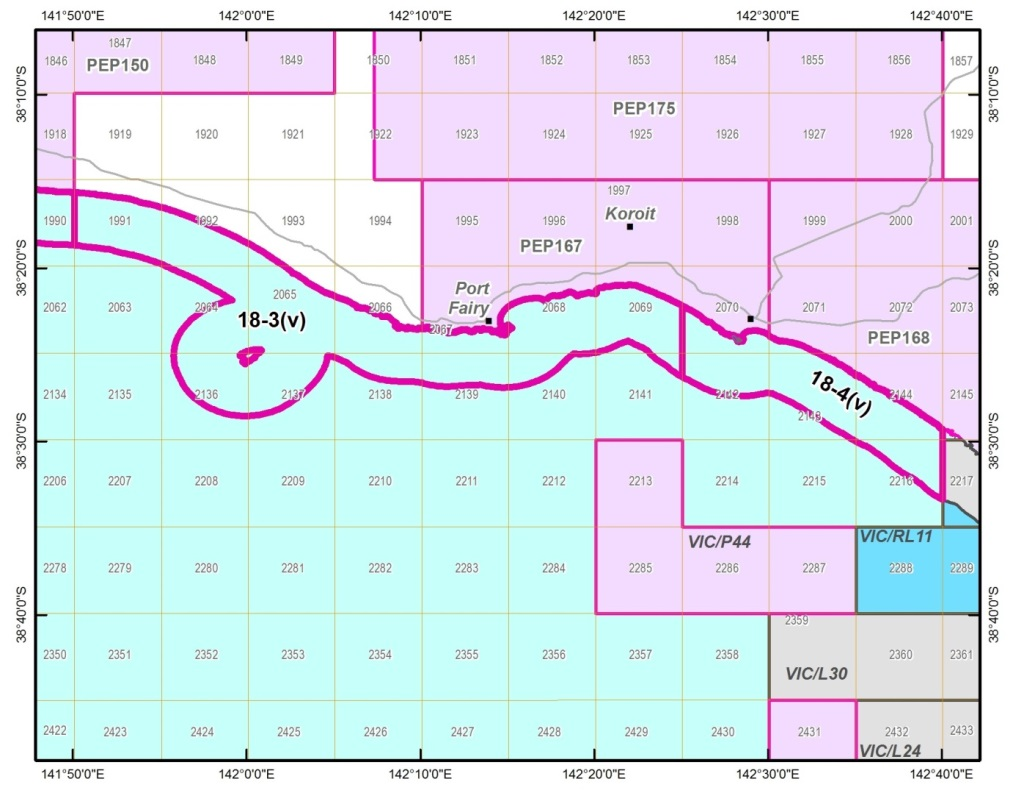 141°50'0"E 142°0'0"E 142°10'0"E 142°20'0"E 142°30'0"E 142°40'0"E
1847
1846 1848 1849 1850 1851 1852 1853 1854 1855 1856 1857
PEP150
38°10'0"S 38°10'0"S
PEP175
1918 1919 1920 1921 1922 1923 1924 1925 1926 1927 1928 1929
1997
Koroit
1990 1991 1992 1993 1994 1995 1996 1998 1999 2000 2001
PEP167
38°20'0"S 38°20'0"S
Port
Fairy
2065
2062 2063 2064 2066 2068 2069 2070 2071 2072 2073
18-3(v)
2067
PEP168
18-4(v)
2134 2135 2136 2137 2138 2139 2140 2141 2142 2144 2145
2143
38°30'0"S 38°30'0"S
2206 2207 2208 2209 2210 2211 2212 2213 2214 2215 2216 2217
VIC/P44 VIC/RL11
2278 2279 2280 2281 2282 2283 2284 2285 2286 2287 2288 2289
38°40'0"S 38°40'0"S
2359
2350 2351 2352 2353 2354 2355 2356 2357 2358 2360 2361
VIC/L30
2422 2423 2424 2425 2426 2427 2428 2429 2430 2431 2432 2433
VIC/L24
141°50'0"E 142°0'0"E 142°10'0"E 142°20'0"E 142°30'0"E 142°40'0"E